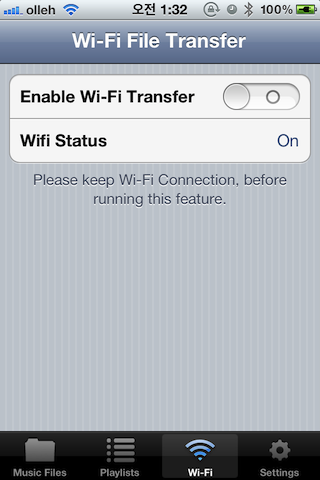 olleh 오전 1:32 100%
Wi-Fi File Transfer
Enable Wi-Fi Transfer
Wifi Status On
Please keep Wi-Fi Connection, before
running this feature.
Music Files Playlists Wi-Fi Settings